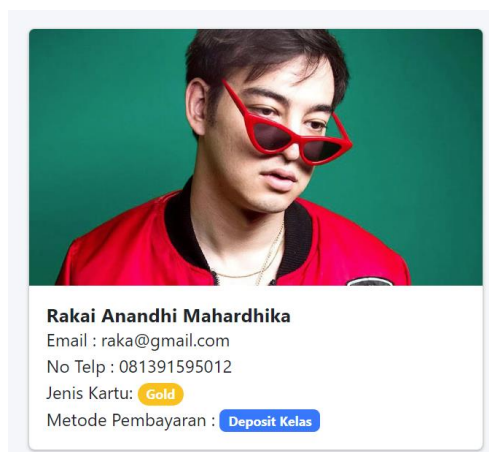 Rakai Anandhi Mahardhika
Email : raka@gmail.com
No Telp : 081391595012
Jenis Kartu: Gold
Metode Pembayaran : Deposit Kelas